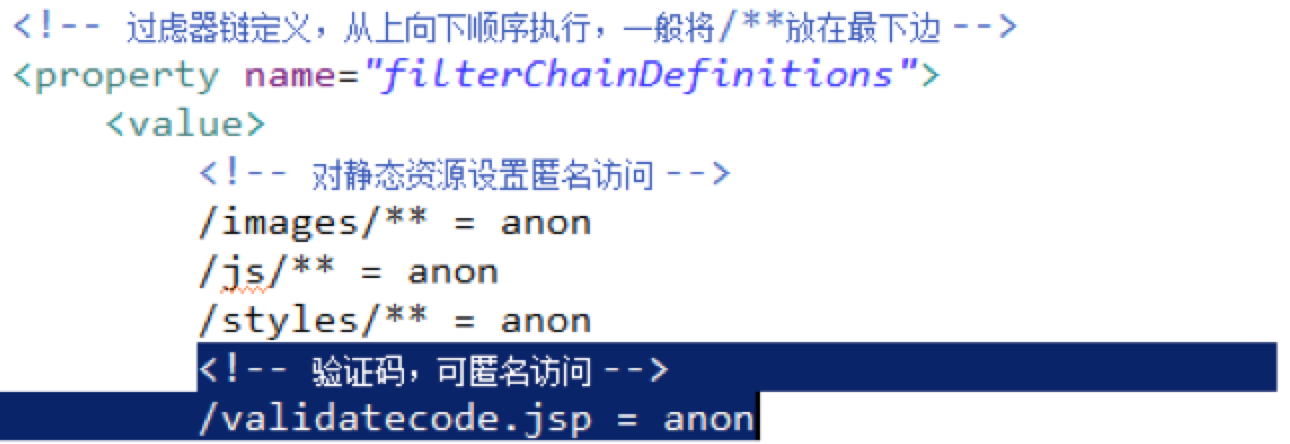 <!-- 过虑器链定义，从上向下顺序执行，一般将/**放在最下边 -->
<property name="filterChainDefinitions">
<value>
<!-- 对静态资源设置匿名访问 -->
/images/** = anon
/js/** = anon
/styles/** = anon
<!-- 验证码，可匿名访问 -->
/validatecode.jsp = anon